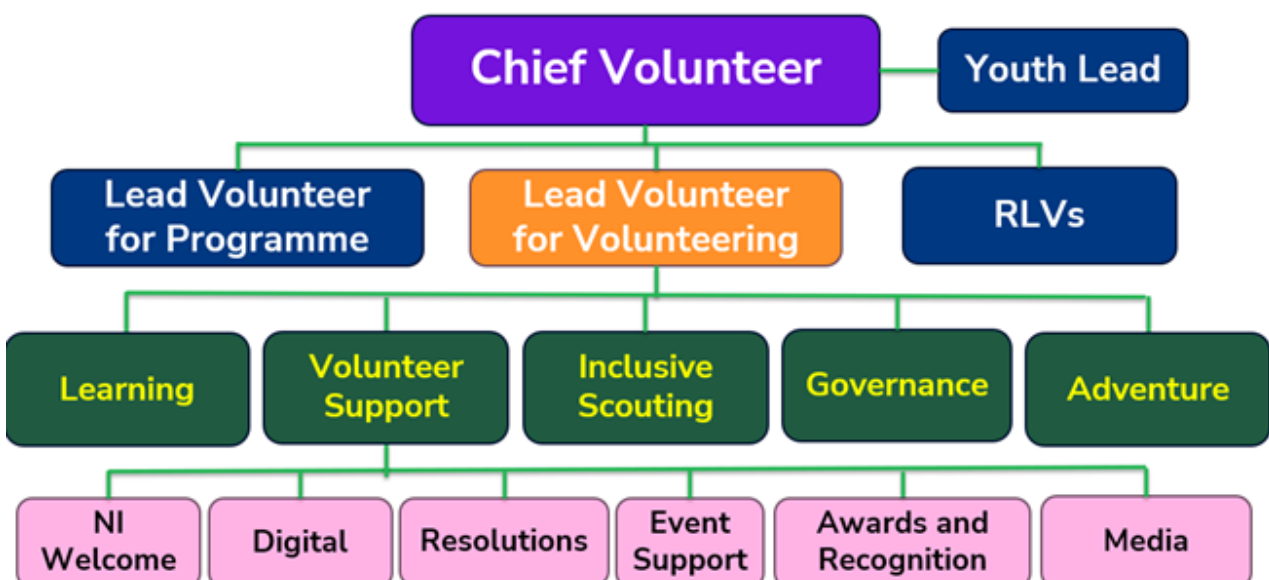 Chief Volunteer
Youth Lead
Lead Volunteer
for Programme
Lead Volunteer
for Volunteering
RLVs
Learning
Volunteer
Support
Inclusive
Scouting
Governance
Adventure
NI
Welcome
Digital
Resolutions
Event
Support
Awards and
Recognition
Media